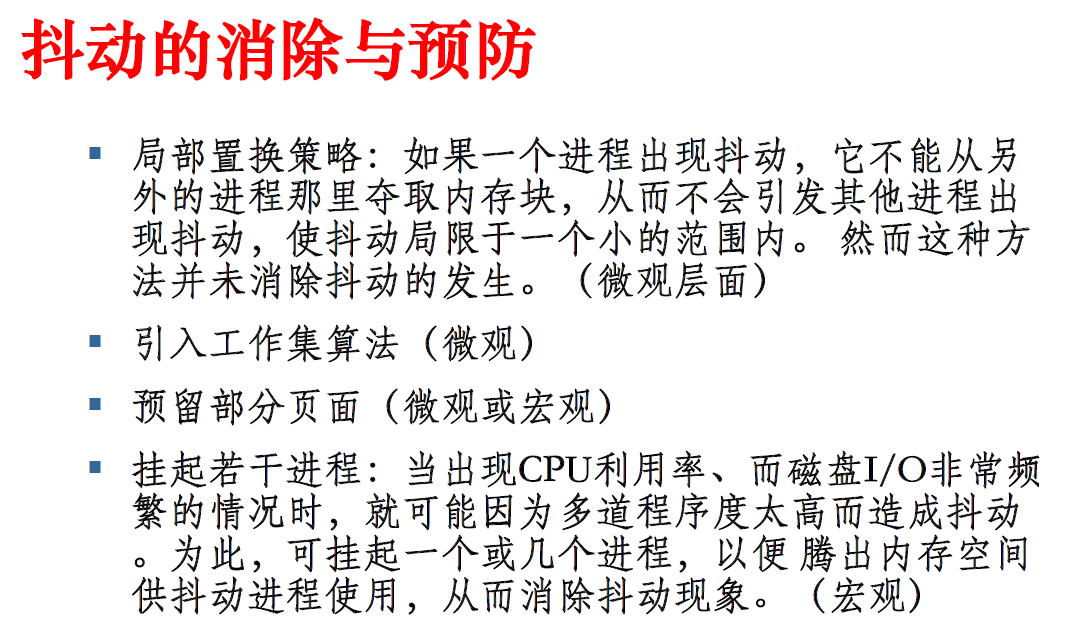 抖动的消除与预防
▪ 局部置换策略：如果一个进程出现抖动，它不能从另
外的进程那里夺取内存块，从而不会引发其他进程出
现抖动，使抖动局限于一个小的范围内。 然而这种方
法并未消除抖动的发生。（微观层面）
▪ 引入工作集算法（微观）
▪ 预留部分页面（微观或宏观）
▪ 挂起若干进程：当出现CPU利用率、而磁盘I/O非常频
繁的情况时，就可能因为多道程序度太高而造成抖动
。为此，可挂起一个或几个进程，以便 腾出内存空间
供抖动进程使用，从而消除抖动现象。（宏观）